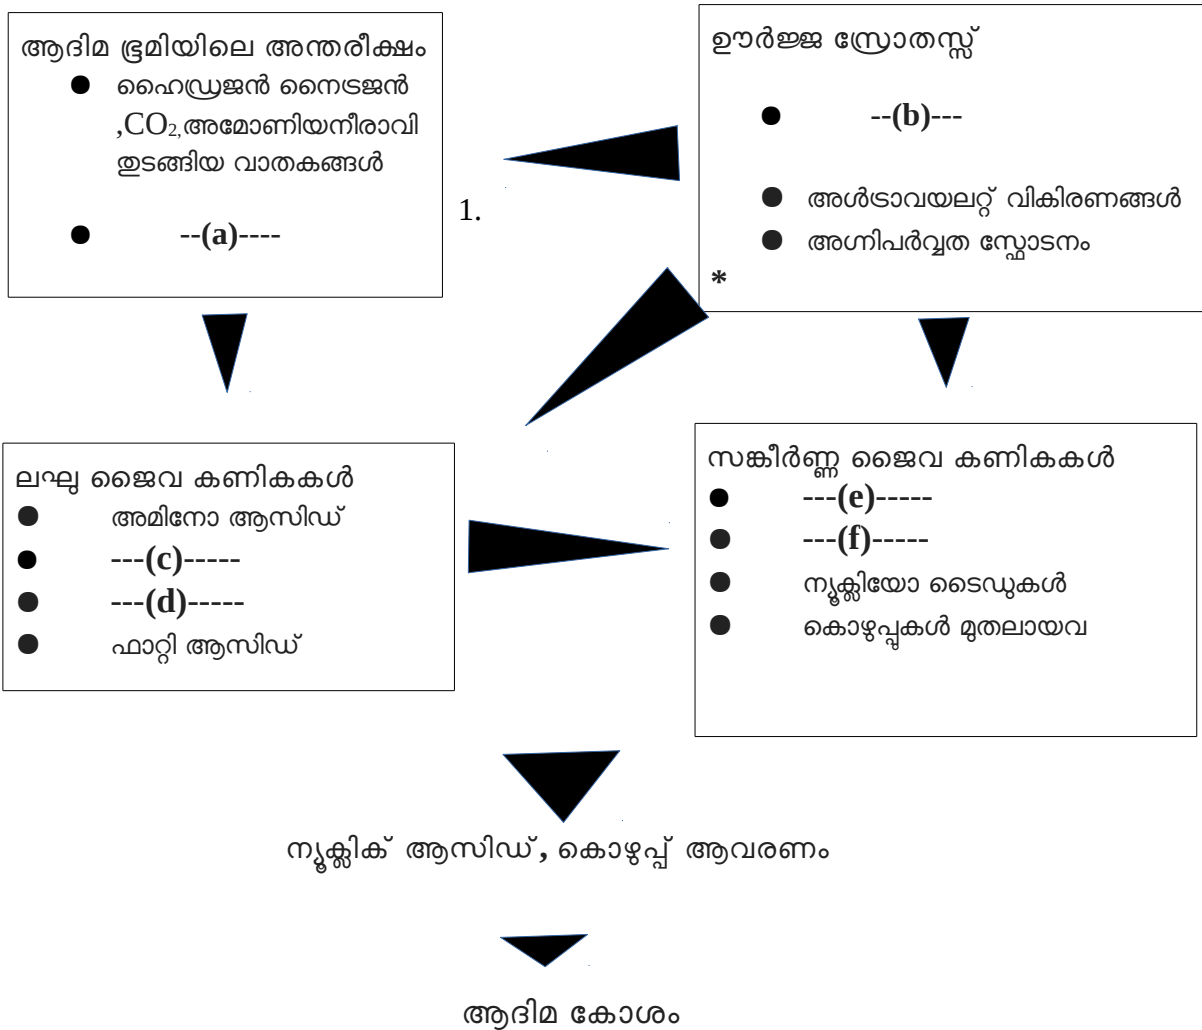 ആദിമ ഭൂമിയിലെ അന്തരീക്ഷം
● ഹൈഡ്രജൻ നൈട്രജൻ
,CO₂,അമോണിയനീരാവി
തുടങ്ങിയ വാതകങ്ങൾ
● --(a)----
1.
ഊർജ്ജ സ്രോതസ്സ്
● --(b)---
● അൾട്രാവയലറ്റ് വികിരണങ്ങൾ
● അഗ്നിപർവ്വത സ്ഫോടനം
*
ലഘു ജൈവ കണികകൾ
● അമിനോ ആസിഡ്
● ---(c)-----
● ---(d)-----
● ഫാറ്റി ആസിഡ്
സങ്കീർണ്ണ ജൈവ കണികകൾ
● ---(e)-----
● ---(f)-----
● ന്യൂക്ലിയോ ടൈഡുകൾ
● കൊഴുപ്പുകൾ മുതലായവ
ന്യൂക്ലിക് ആസിഡ്, കൊഴുപ്പ് ആവരണം
ആദിമ കോശം